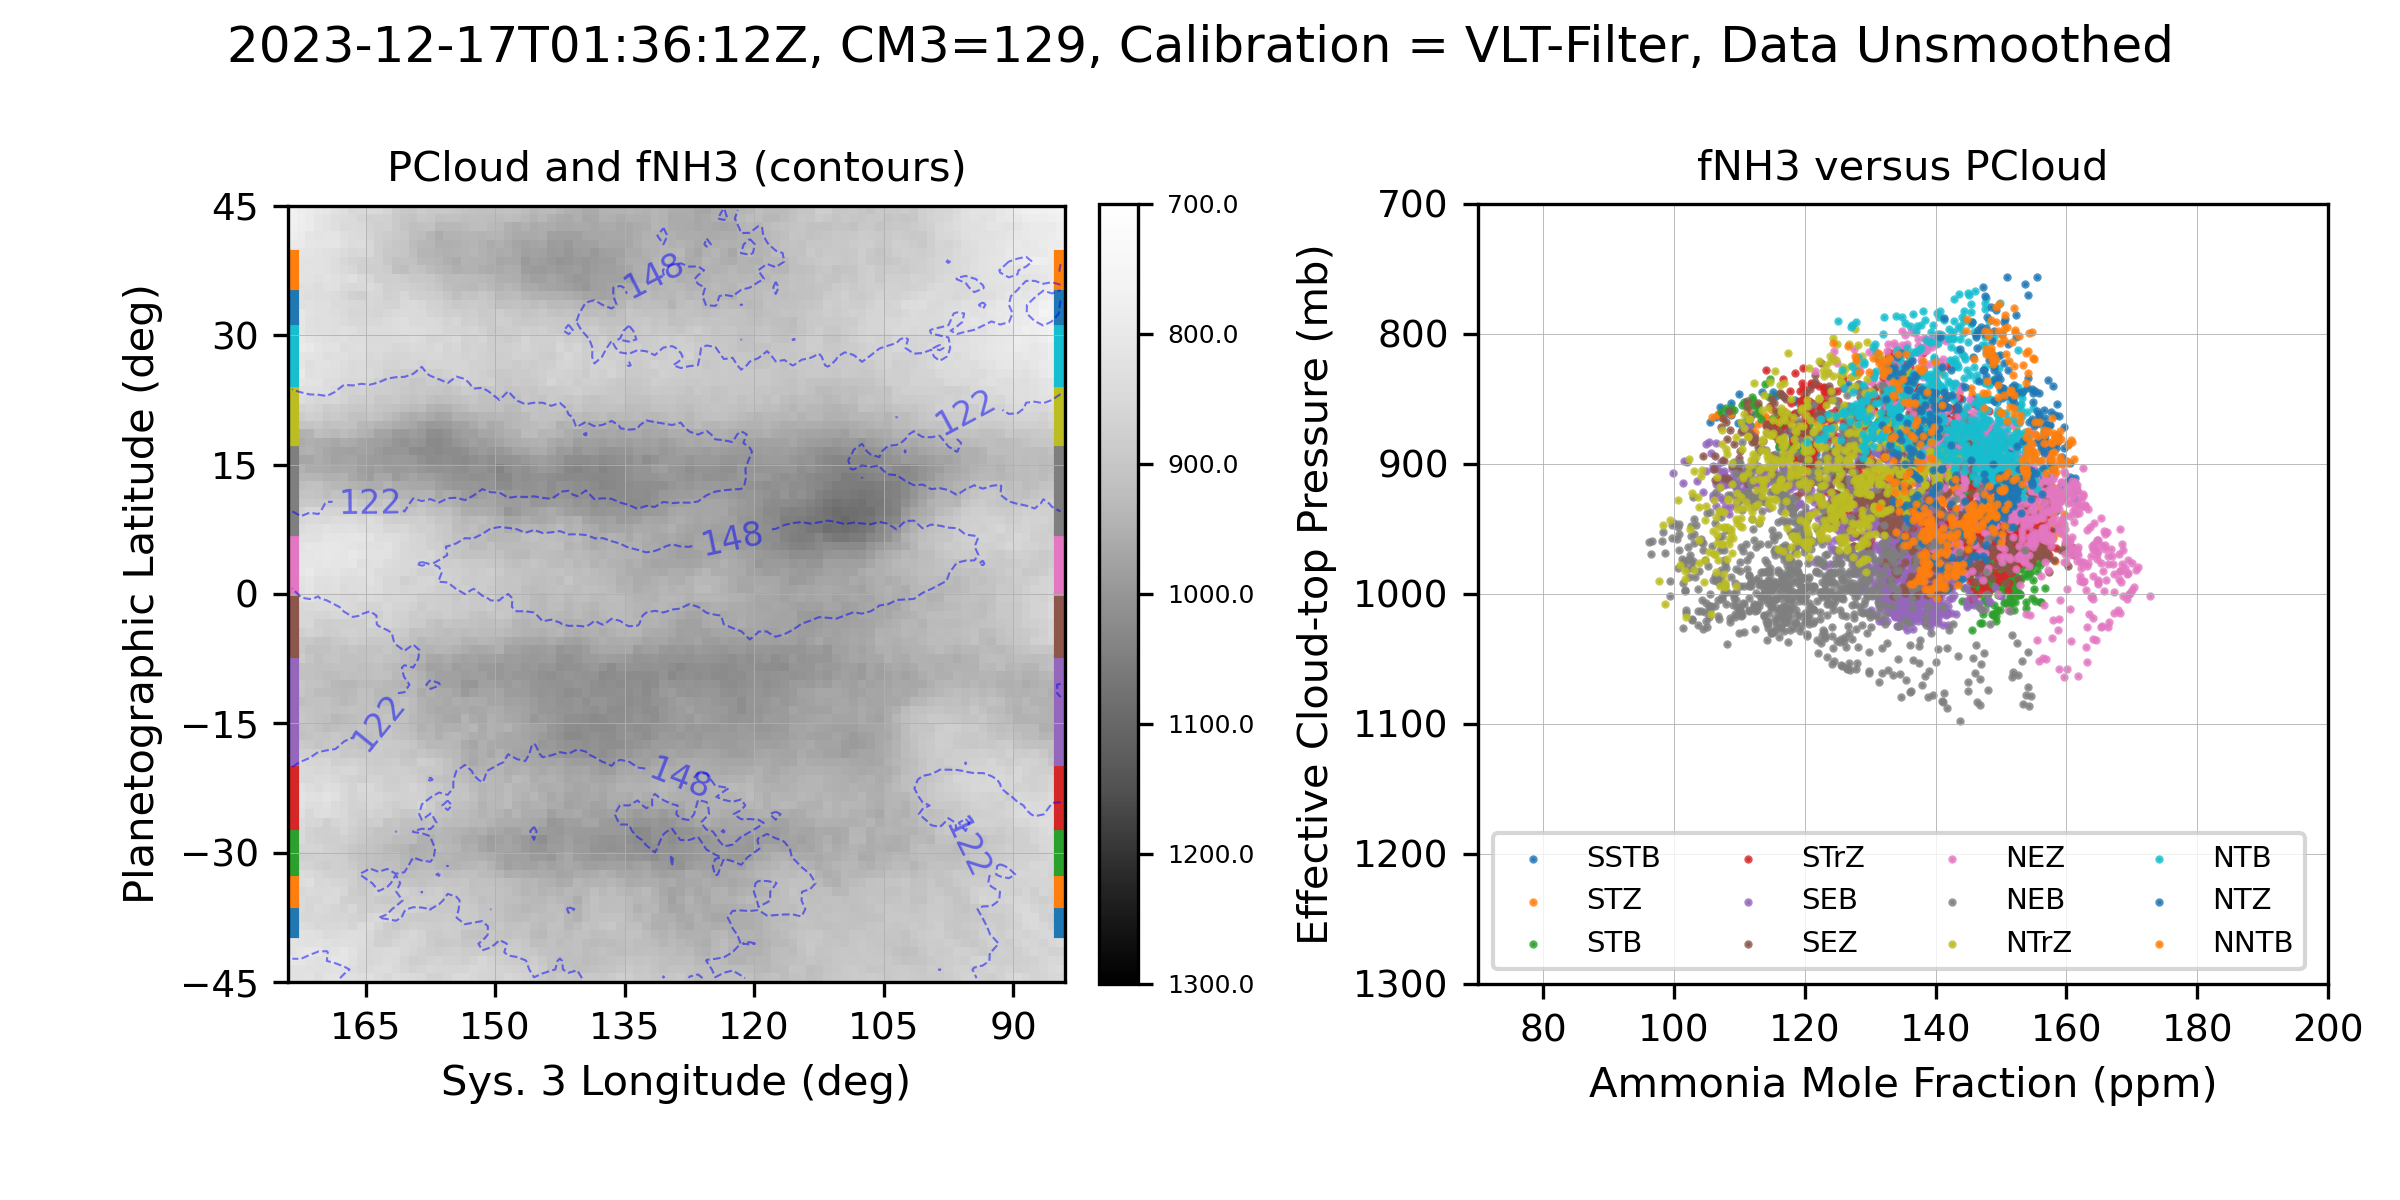 2023-12-17T01:36:12Z, CM3=129, Calibration = VLT-Filter, Data Unsmoothed
PCloud and fNH3 (contours)
45
30
15
0
−15
−30
−45
Planetographic Latitude (deg)
165 150 135 120 105 90
Sys. 3 Longitude (deg)
148
122
122
148
122
148
122
700.0
800.0
900.0
1000.0
1100.0
1200.0
1300.0
fNH3 versus PCloud
700
800
900
1000
1100
1200
1300
Effective Cloud-top Pressure (mb)
SSTB STrZ NEZ NTB
STZ SEB NEB NTZ
STB SEZ NTrZ NNTB
80 100 120 140 160 180 200
Ammonia Mole Fraction (ppm)